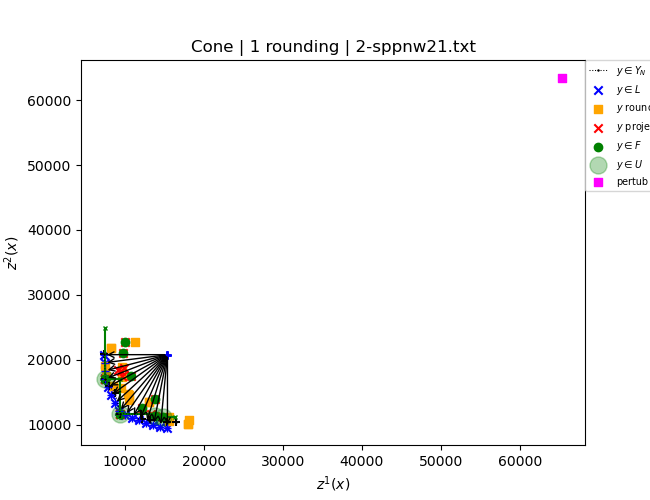 Cone | 1 rounding | 2-sppnw21.txt
60000
50000
40000
30000
20000
10000
z²(x)
10000 20000 30000 40000 50000 60000
z¹(x)
y ∈ Y_N
y ∈ L
y roun
y proje
y ∈ F
y ∈ U
pertub